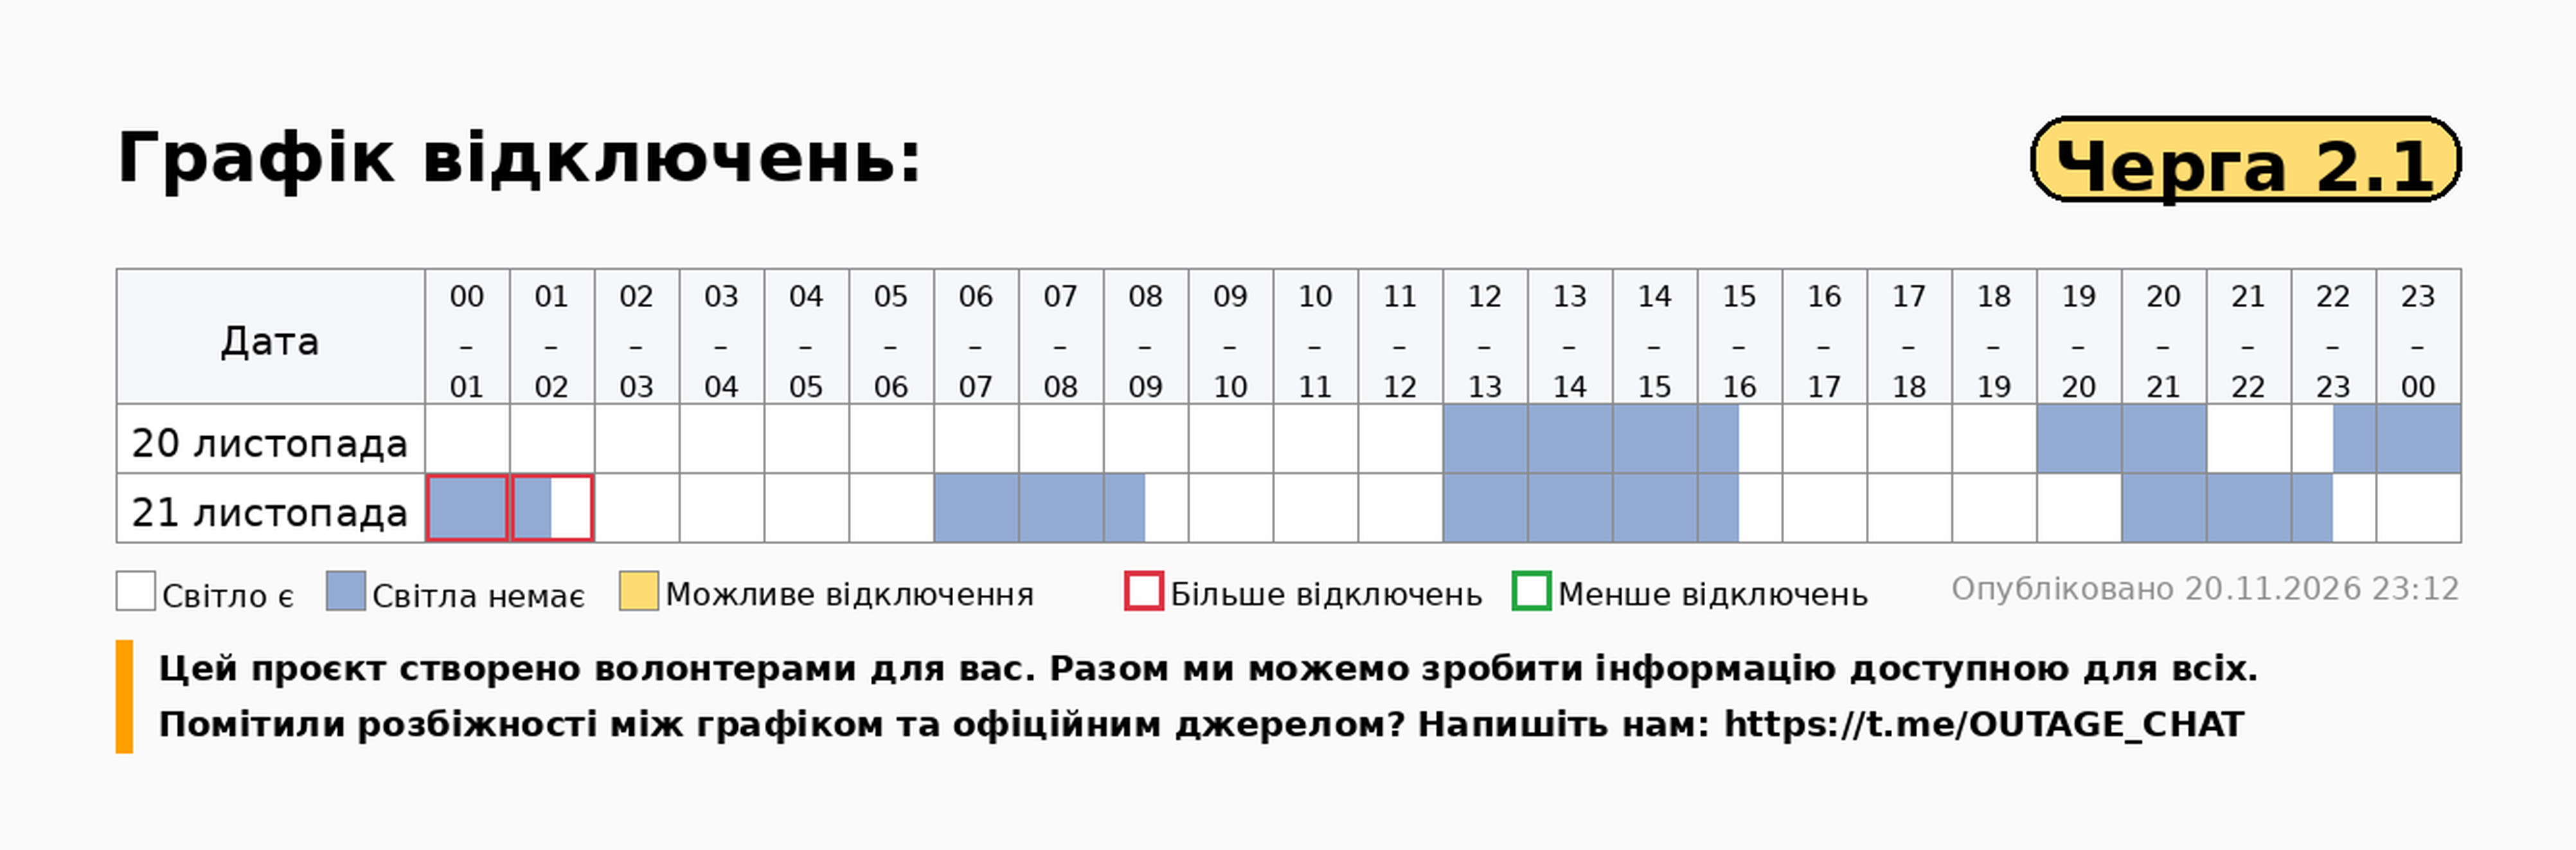 Графік відключень:
Черга 2.1
Дата 00 – 01 01 – 02 02 – 03 03 – 04 04 – 05 05 – 06 06 – 07 07 – 08 08 – 09 09 – 10 10 – 11 11 – 12 12 – 13 13 – 14 14 – 15 15 – 16 16 – 17 17 – 18 18 – 19 19 – 20 20 – 21 21 – 22 22 – 23 23 – 00
20 листопада
21 листопада
Світло є Світла немає Можливе відключення Більше відключень Менше відключень Опубліковано 20.11.2026 23:12
Цей проєкт створено волонтерами для вас. Разом ми можемо зробити інформацію доступною для всіх.
Помітили розбіжності між графіком та офіційним джерелом? Напишіть нам: https://t.me/OUTAGE_CHAT